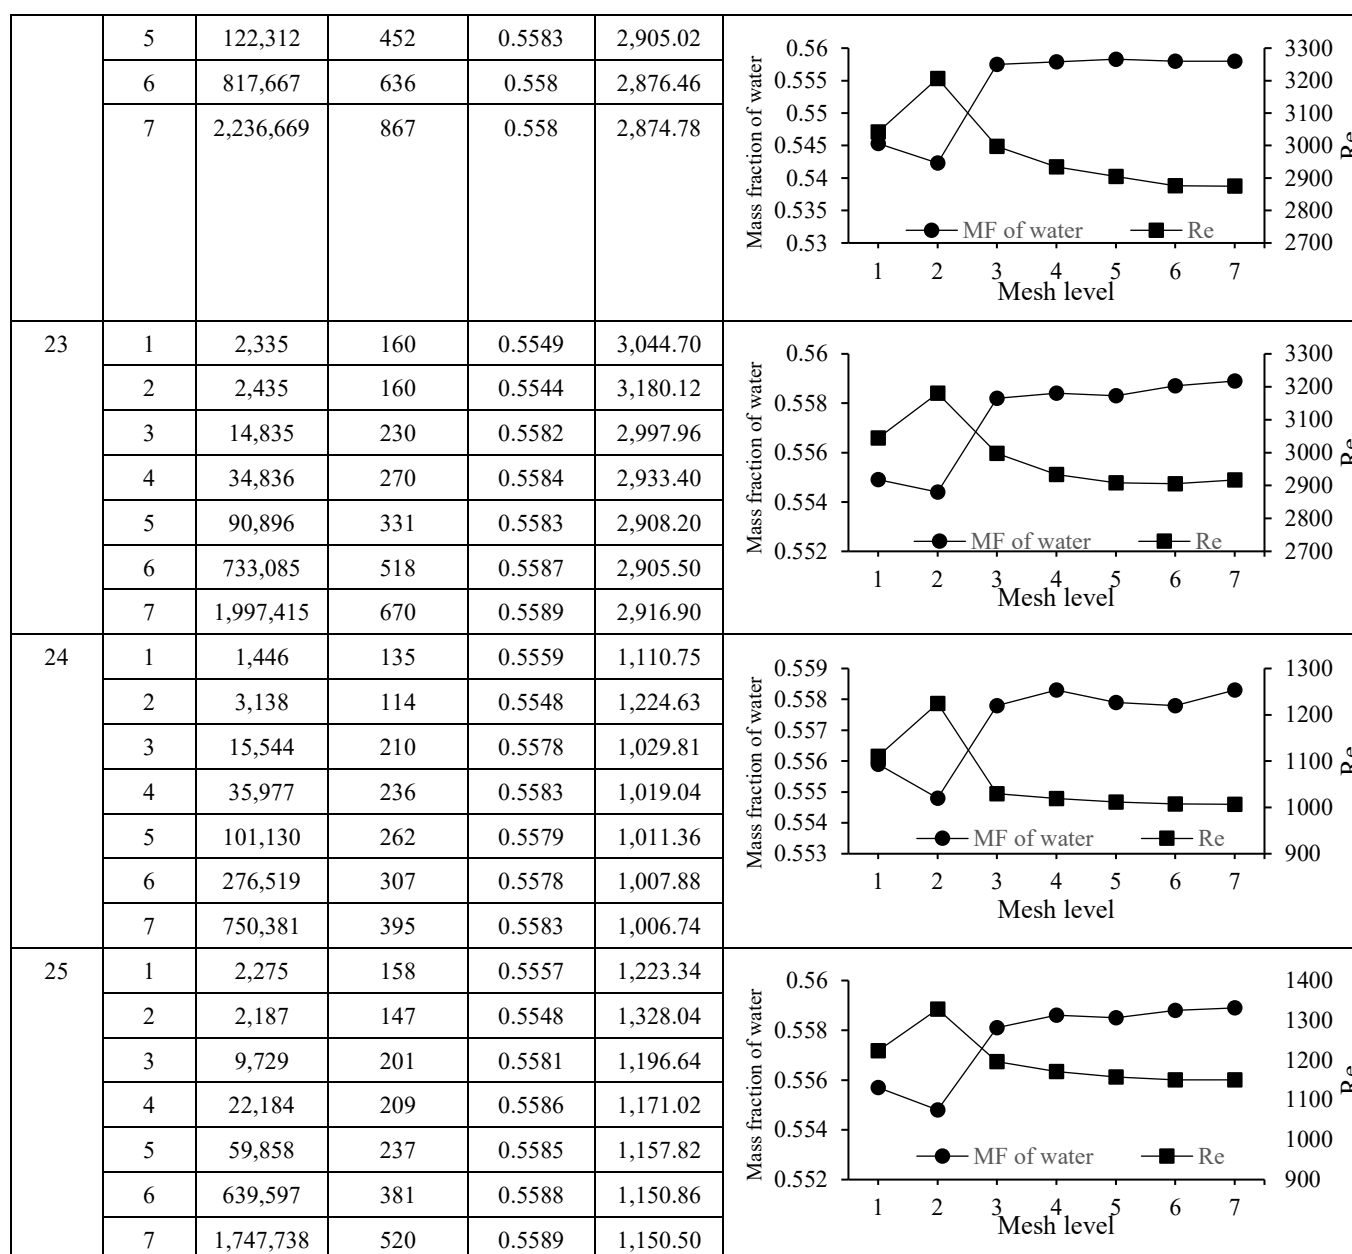 5 122,312 452 0.5583 2,905.02
6 817,667 636 0.558 2,876.46
7 2,236,669 867 0.558 2,874.78
Mass fraction of water
0.56
0.555
0.55
0.545
0.54
0.535
0.53
3300
3200
3100
3000
2900
2800
2700
Re
MF of water Re
1 2 3 4 5 6 7
Mesh level
23 1 2,335 160 0.5549 3,044.70
2 2,435 160 0.5544 3,180.12
3 14,835 230 0.5582 2,997.96
4 34,836 270 0.5584 2,933.40
5 90,896 331 0.5583 2,908.20
6 733,085 518 0.5587 2,905.50
7 1,997,415 670 0.5589 2,916.90
Mass fraction of water
0.56
0.558
0.556
0.554
0.552
3300
3200
3100
3000
2900
2800
2700
Re
MF of water Re
1 2 3 4 5 6 7
Mesh level
24 1 1,446 135 0.5559 1,110.75
2 3,138 114 0.5548 1,224.63
3 15,544 210 0.5578 1,029.81
4 35,977 236 0.5583 1,019.04
5 101,130 262 0.5579 1,011.36
6 276,519 307 0.5578 1,007.88
7 750,381 395 0.5583 1,006.74
Mass fraction of water
0.559
0.558
0.557
0.556
0.555
0.554
0.553
1300
1200
1100
1000
900
Re
MF of water Re
1 2 3 4 5 6 7
Mesh level
25 1 2,275 158 0.5557 1,223.34
2 2,187 147 0.5548 1,328.04
3 9,729 201 0.5581 1,196.64
4 22,184 209 0.5586 1,171.02
5 59,858 237 0.5585 1,157.82
6 639,597 381 0.5588 1,150.86
7 1,747,738 520 0.5589 1,150.50
Mass fraction of water
0.56
0.558
0.556
0.554
0.552
1400
1300
1200
1100
1000
900
Re
MF of water Re
1 2 3 4 5 6 7
Mesh level